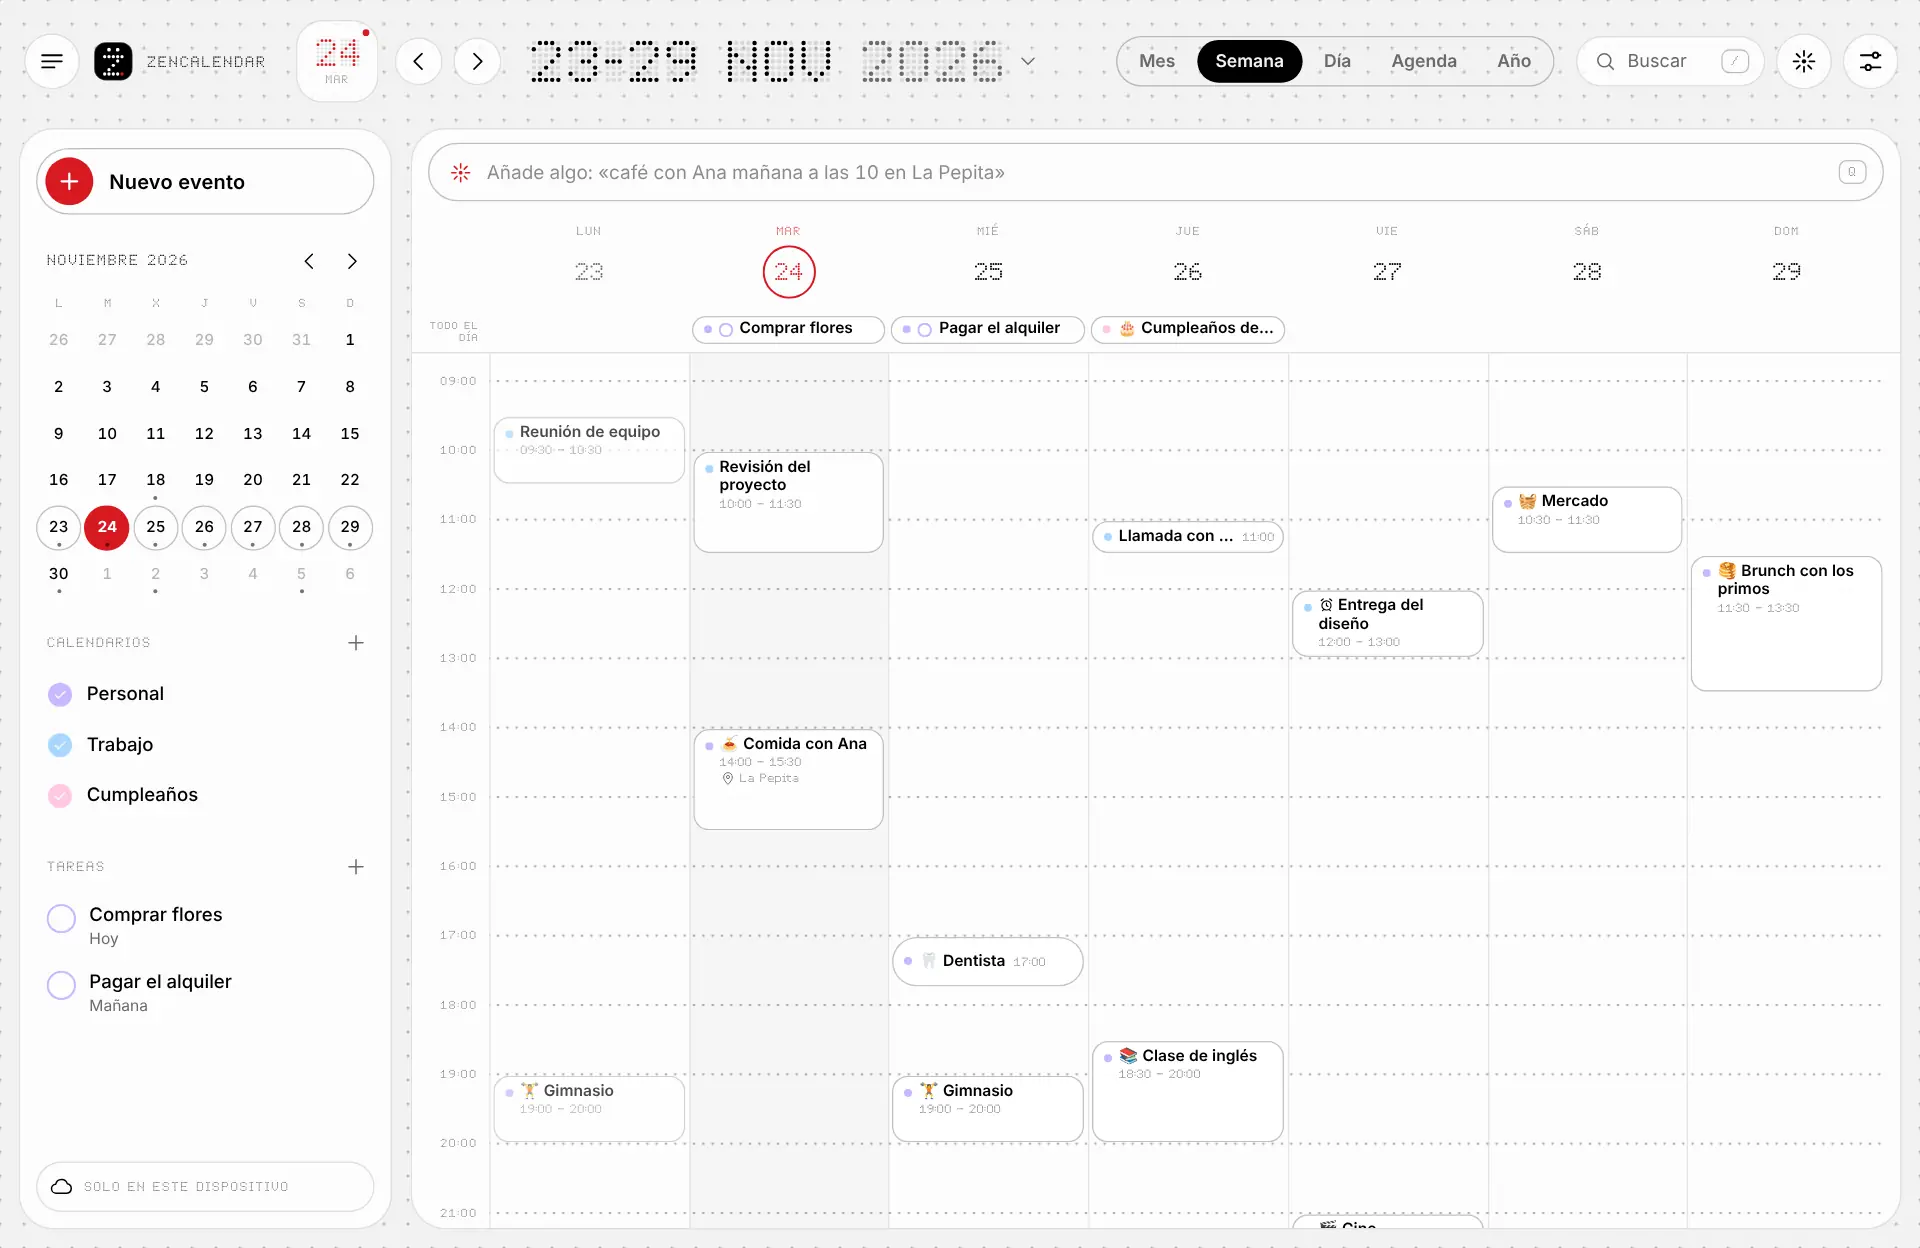 ZENCALENDAR
24
MAR
23-29 NOV 2026
Mes
Semana
Día
Agenda
Año
Buscar
/
Nuevo evento
NOVIEMBRE 2026
L M X J V S D
26 27 28 29 30 31 1
2 3 4 5 6 7 8
9 10 11 12 13 14 15
16 17 18 19 20 21 22
23 24 25 26 27 28 29
30 1 2 3 4 5 6
CALENDARIOS
Personal
Trabajo
Cumpleaños
TAREAS
Comprar flores
Hoy
Pagar el alquiler
Mañana
SOLO EN ESTE DISPOSITIVO
Añade algo: «café con Ana mañana a las 10 en La Pepita»
Q
LUN MAR MIÉ JUE VIE SÁB DOM
23 24 25 26 27 28 29
TODO EL
DÍA
Comprar flores
Pagar el alquiler
Cumpleaños de...
09:00
10:00
11:00
12:00
13:00
14:00
15:00
16:00
17:00
18:00
19:00
20:00
21:00
Reunión de equipo
09:30 – 10:30
Gimnasio
19:00 – 20:00
Revisión del
proyecto
10:00 – 11:30
Comida con Ana
14:00 – 15:30
La Pepita
Dentista 17:00
Gimnasio
19:00 – 20:00
Llamada con ... 11:00
Clase de inglés
18:30 – 20:00
Entrega del
diseño
12:00 – 13:00
Cine
Mercado
10:30 – 11:30
Brunch con los
primos
11:30 – 13:30